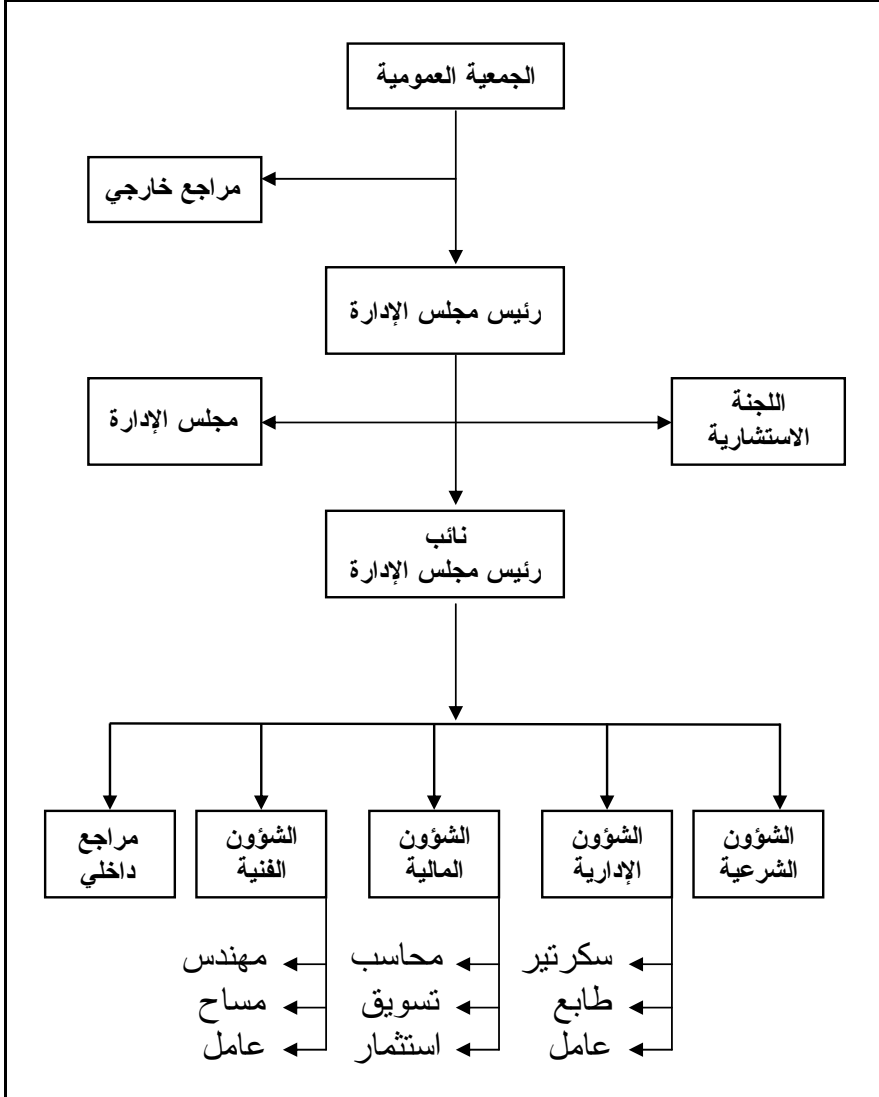 الجمعية العمومية
مراجع خارجي
رئيس مجلس الإدارة
اللجنة
الاستشارية
مجلس الإدارة
نائب
رئيس مجلس الإدارة
الشؤون
الشرعية
الشؤون
الإدارية
الشؤون
المالية
الشؤون
الفنية
مراجع
داخلي
سكرتير
طابع
عامل
محاسب
تسويق
استثمار
مهندس
مساح
عامل